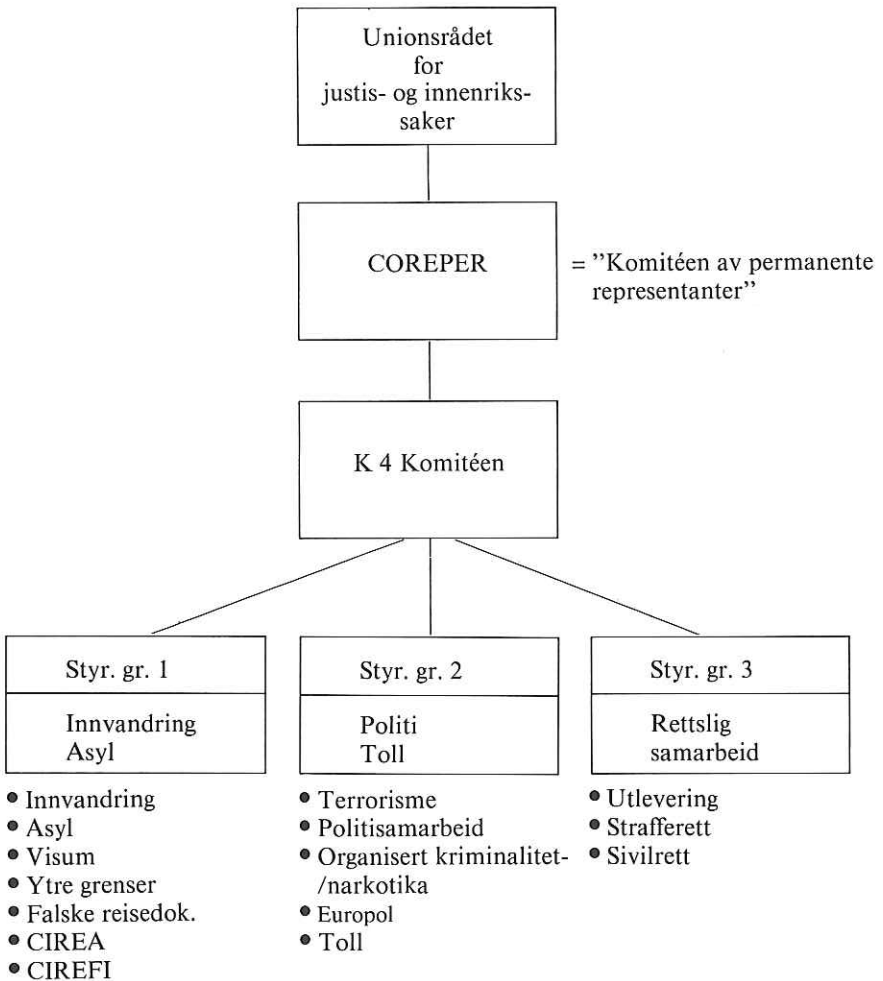 Unionsrådet
for
justis- og innenriks-
saker
COREPER
= ”Komitéen av permanente
representanter”
K 4 Komitéen
Styr. gr. 1
Innvandring
Asyl
• Innvandring
• Asyl
• Visum
• Ytre grenser
• Falske reisedok.
• CIREA
• CIREFI
Styr. gr. 2
Politi
Toll
• Terrorisme
• Politisamarbeid
• Organisert kriminalitet-
/narkotika
• Europol
• Toll
Styr. gr. 3
Rettslig
samarbeid
• Utlevering
• Strafferett
• Sivilrett